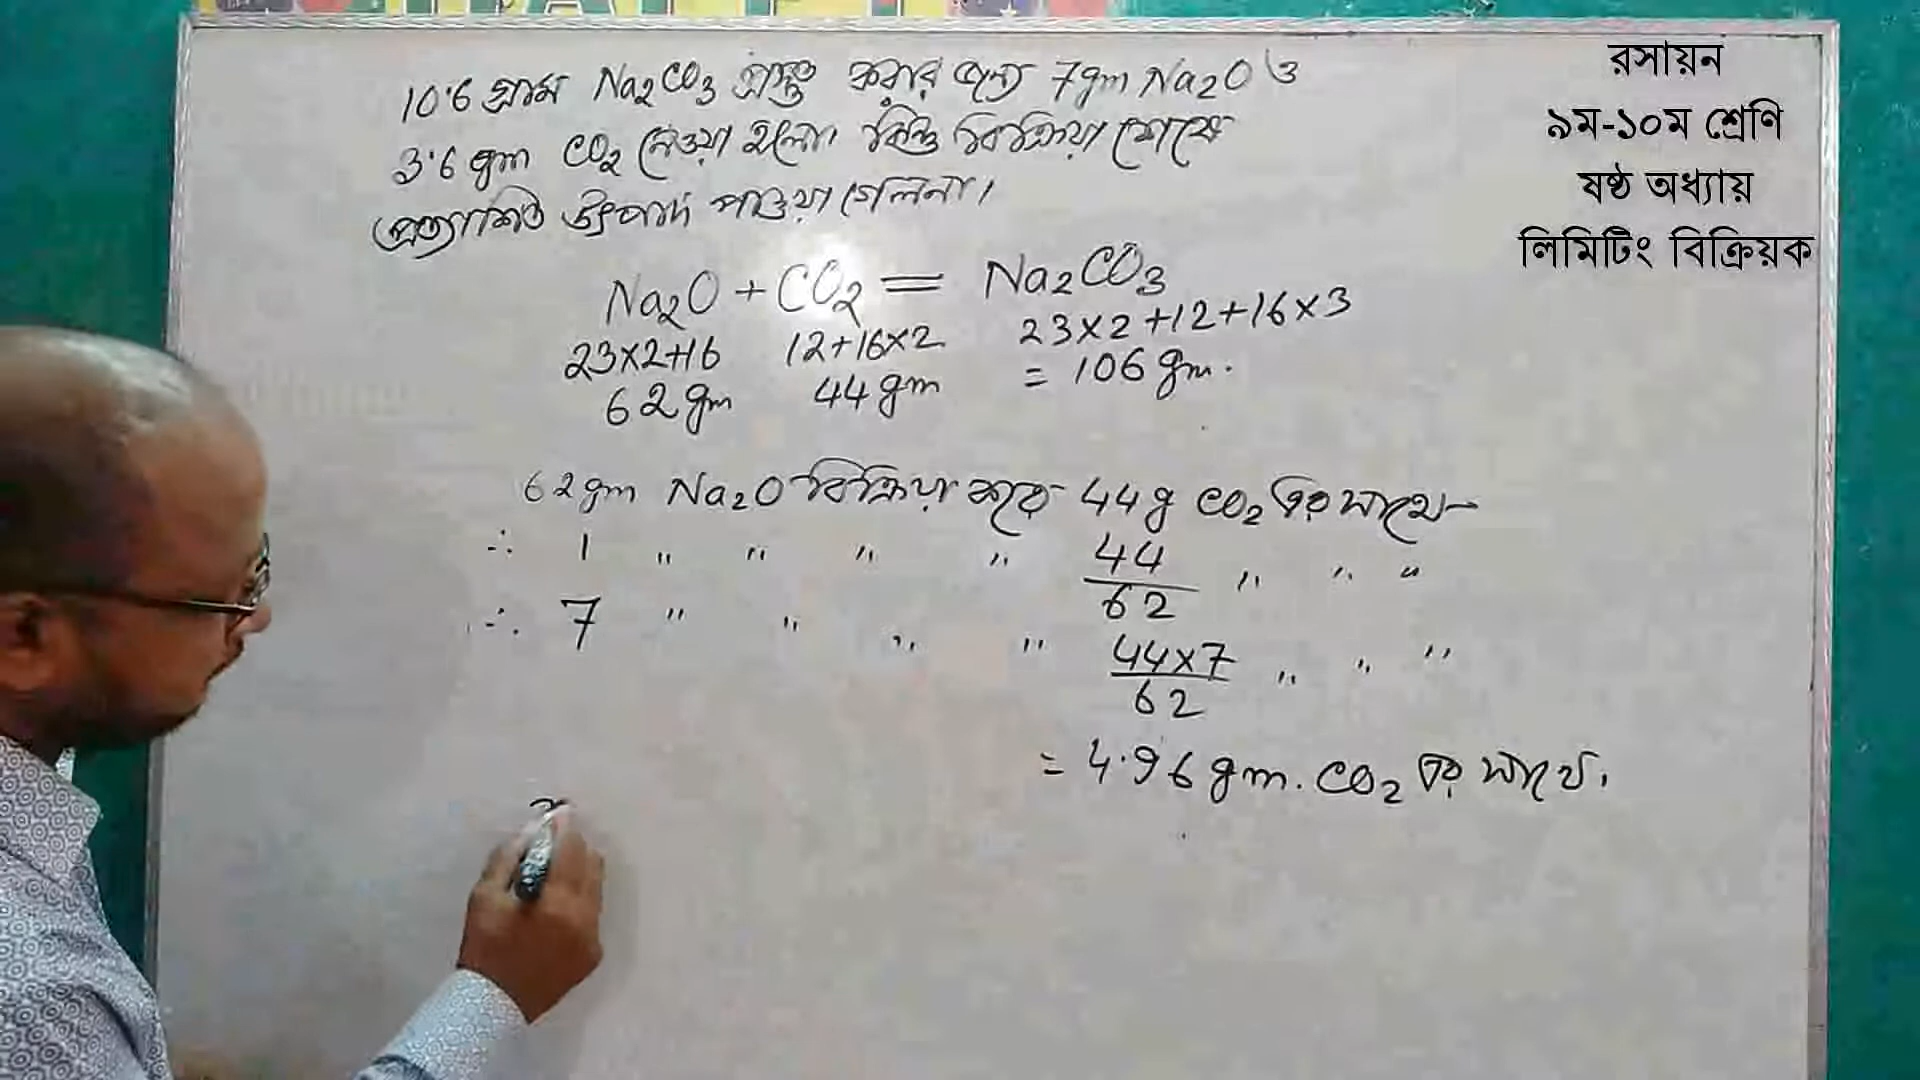 10.6 গ্রাম Na2CO3 প্রস্তুত করার জন্য 7gm Na2O ও
3.6 gm CO2 নেওয়া হলো। কিন্তু বিক্রিয়া শেষে
প্রত্যাশিত উৎপাদ পাওয়া গেলনা।
Na2O + CO2 = Na2CO3
23×2+16 12+16×2 23×2+12+16×3
62gm 44gm = 106 gm.
62gm Na2O বিক্রিয়া করে 44g CO2 এর সাথে
∴ 1 " " " " 44/62 " " "
∴ 7 " " " " 44×7/62 " " "
= 4.96 gm. CO2 এর সাথে।
রসায়ন
৯ম-১০ম শ্রেণি
ষষ্ঠ অধ্যায়
লিমিটিং বিক্রিয়ক